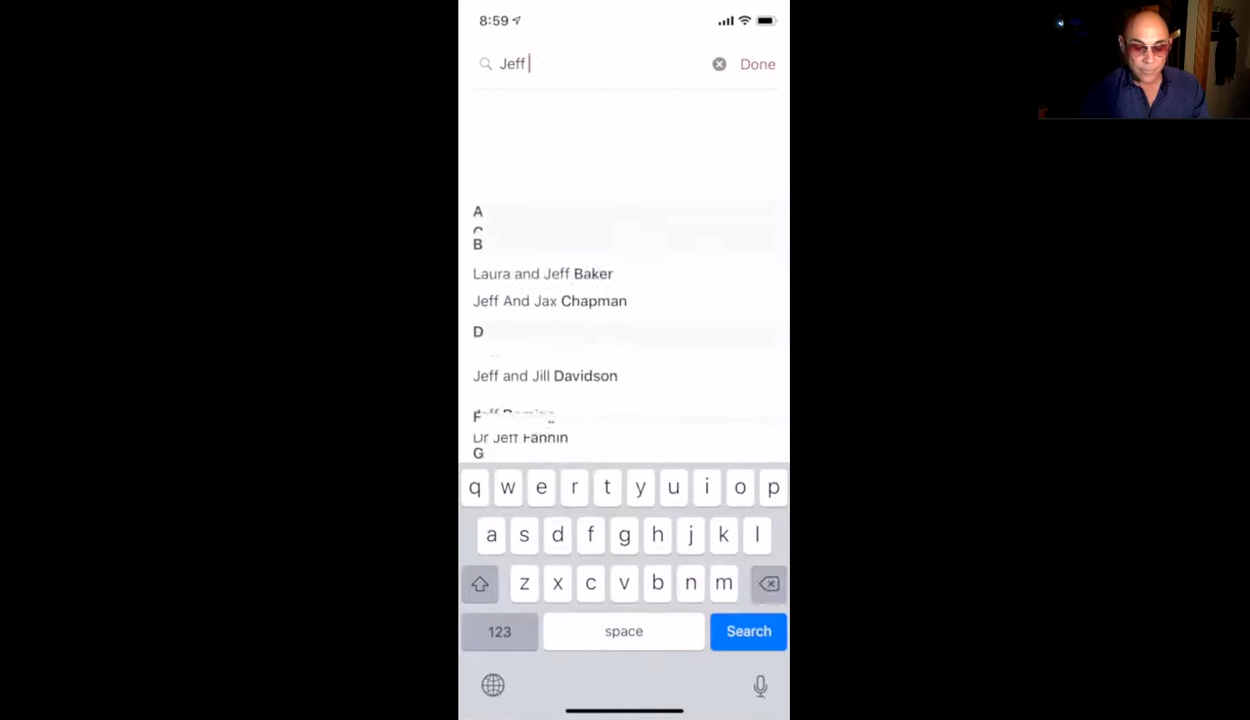 8:59
Jeff
Done
A
B
Laura and Jeff Baker
Jeff And Jax Chapman
D
Jeff and Jill Davidson
F
Dr Jeff Fannin
G
q w e r t y u i o p
a s d f g h j k l
z x c v b n m
123 space Search